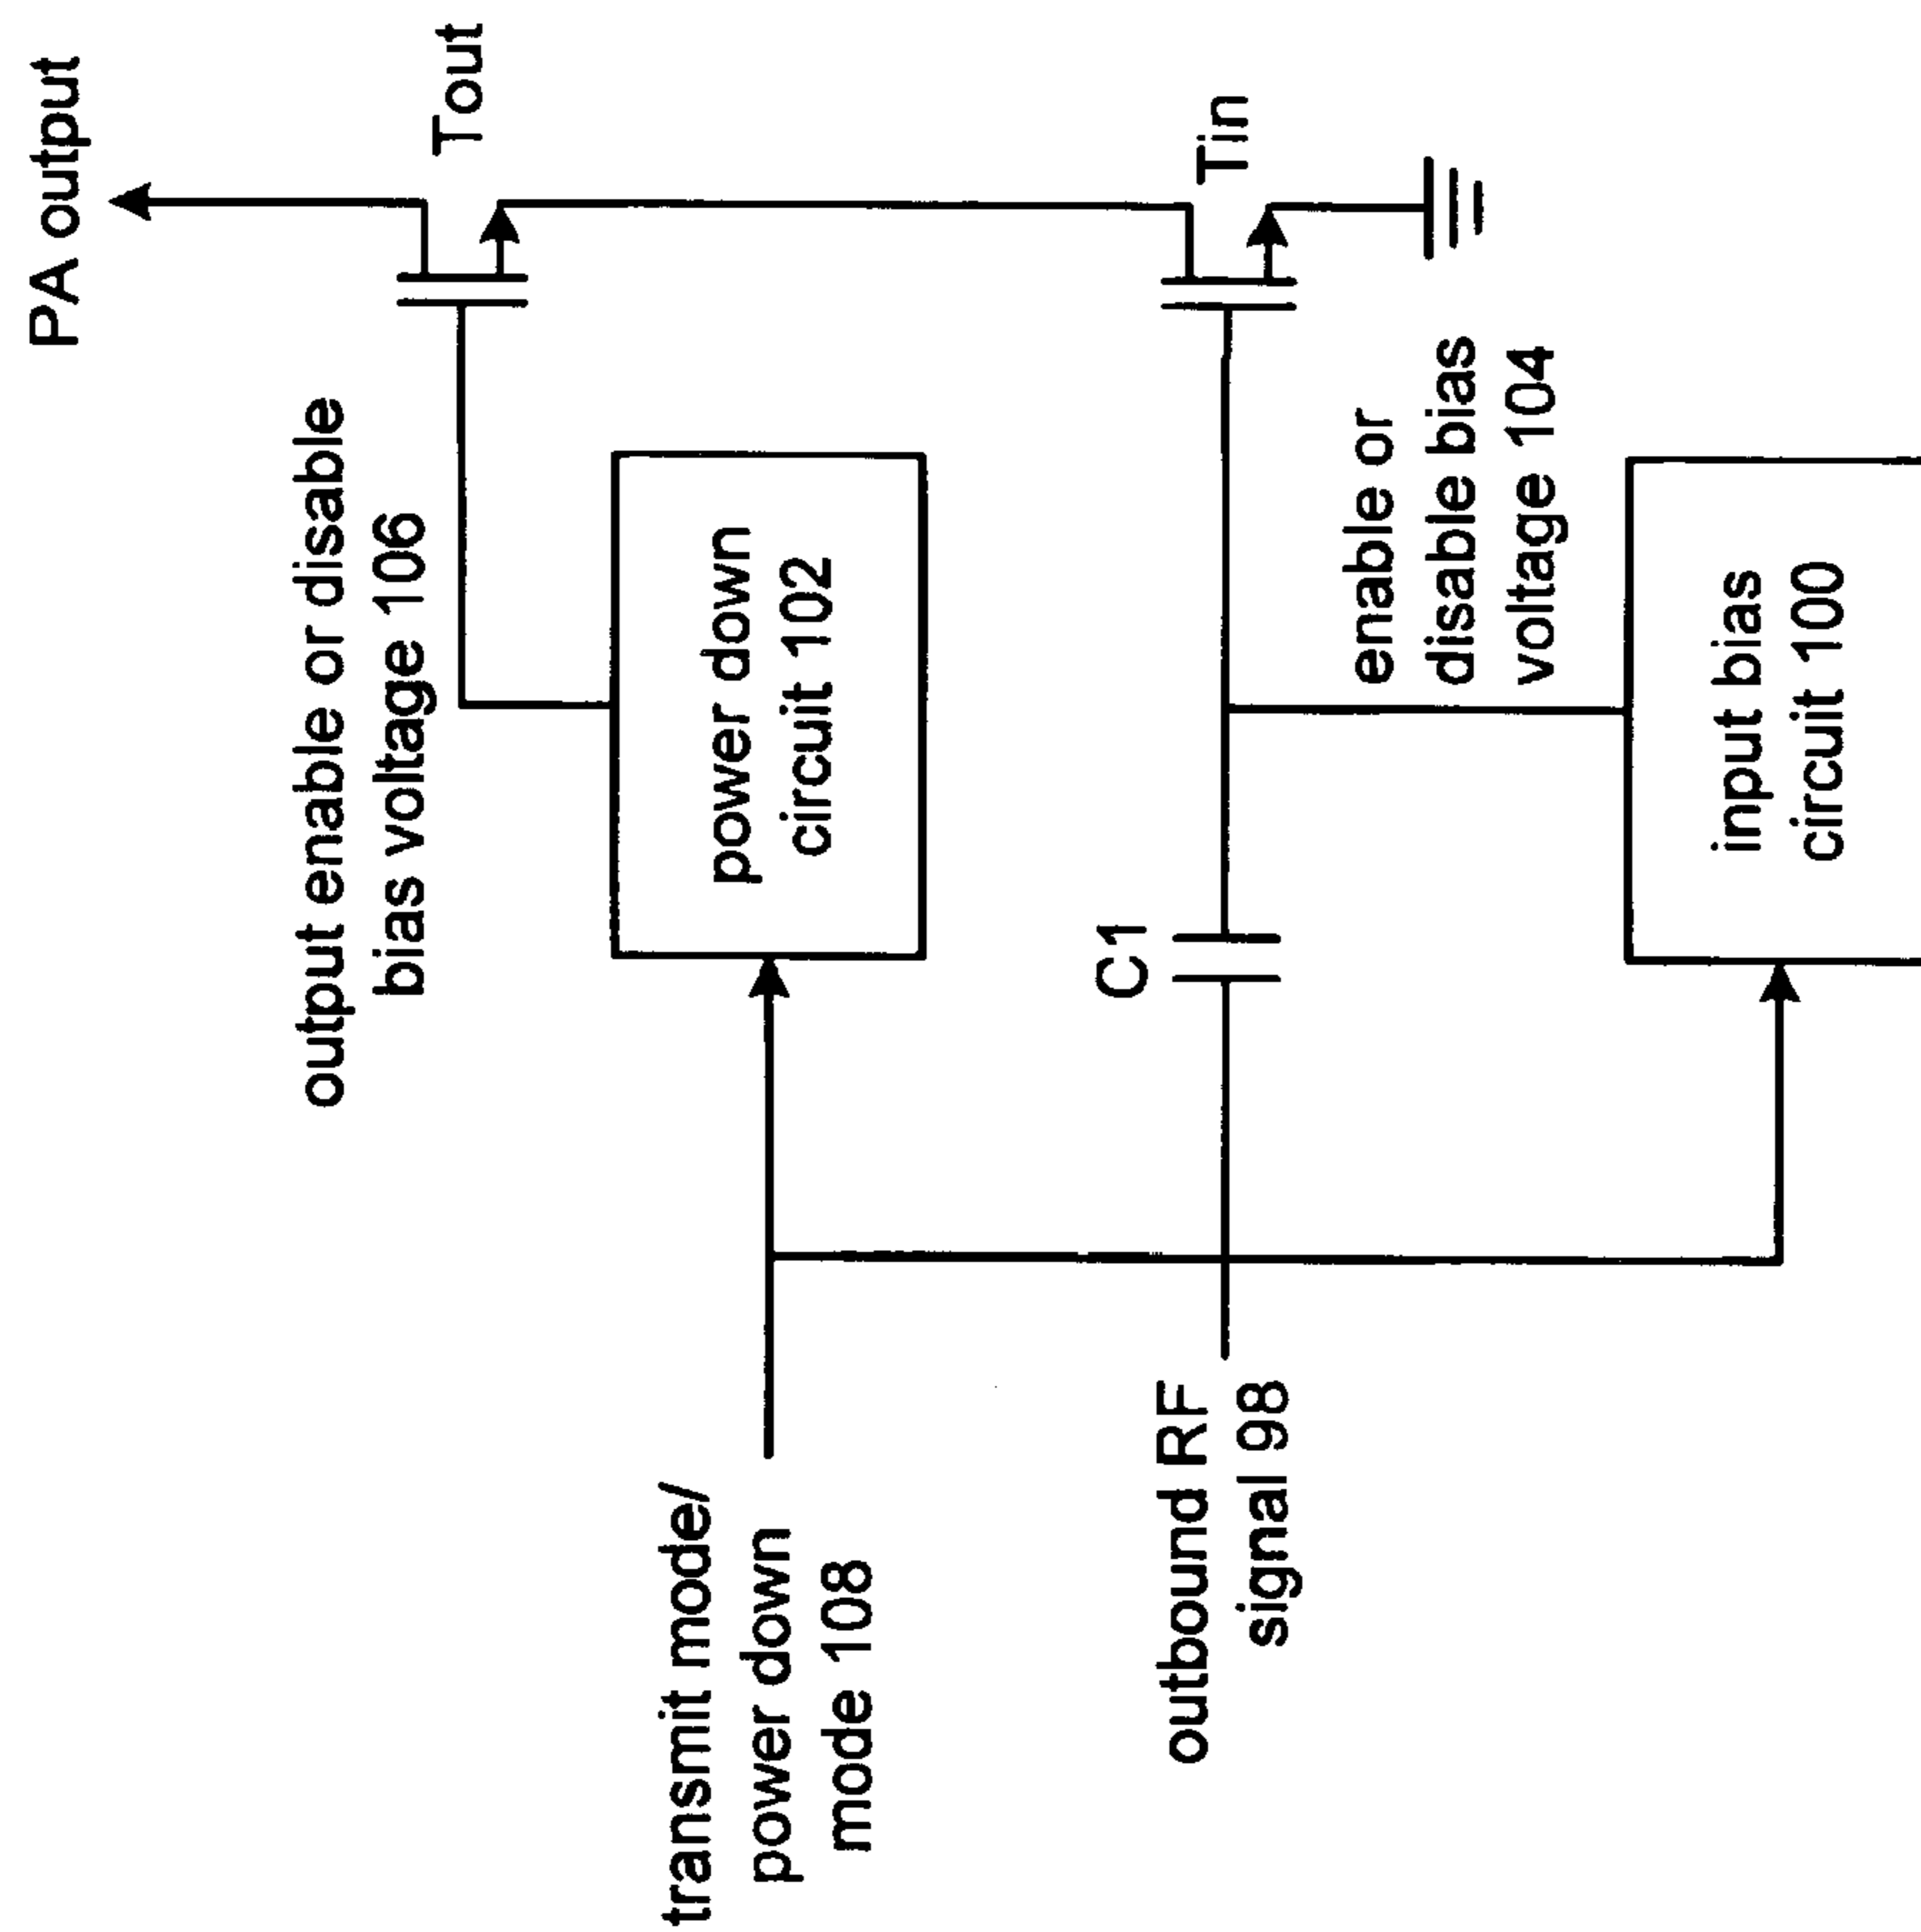 PA output
Tout
output enable or disable
bias voltage 106
power down
circuit 102
transmit mode/
power down
mode 108
Tin
C1
outbound RF
signal 98
enable or
disable bias
voltage 104
input bias
circuit 100